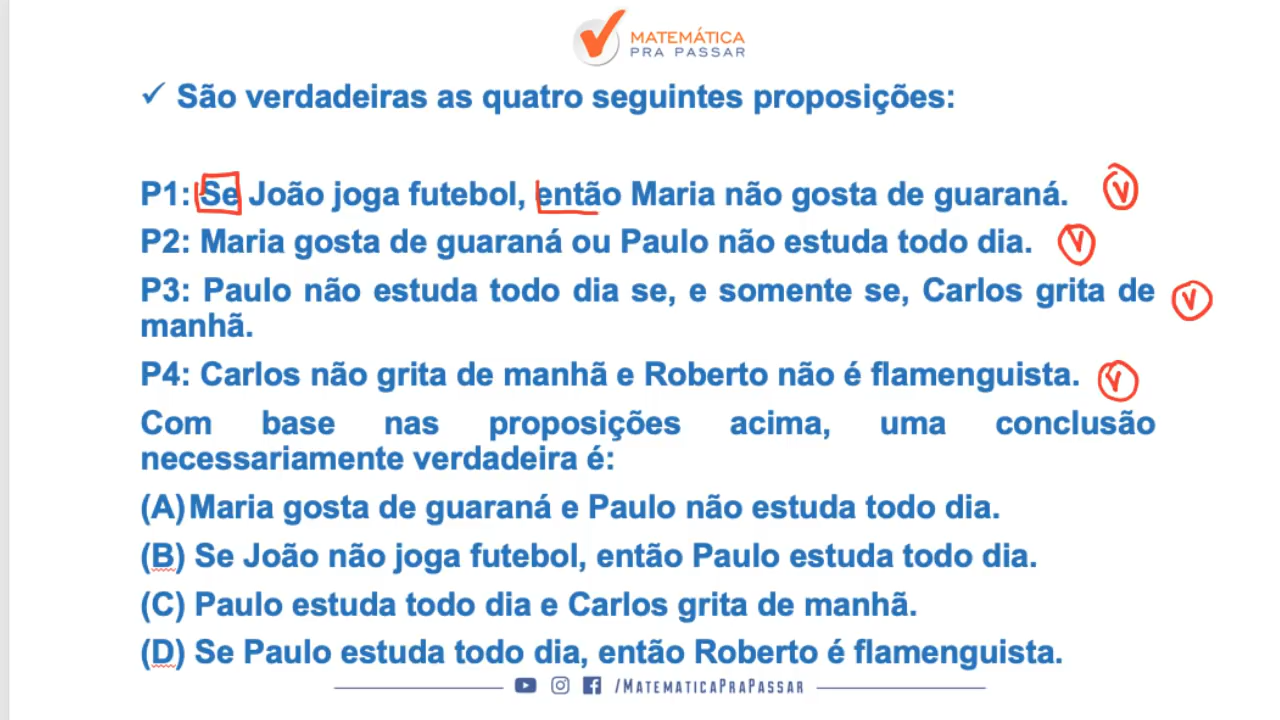 MATEMÁTICA
PRA PASSAR
✓ São verdadeiras as quatro seguintes proposições:
P1: Se João joga futebol, então Maria não gosta de guaraná. V
P2: Maria gosta de guaraná ou Paulo não estuda todo dia. V
P3: Paulo não estuda todo dia se, e somente se, Carlos grita de V
manhã.
P4: Carlos não grita de manhã e Roberto não é flamenguista. V
Com base nas proposições acima, uma conclusão
necessariamente verdadeira é:
(A) Maria gosta de guaraná e Paulo não estuda todo dia.
(B) Se João não joga futebol, então Paulo estuda todo dia.
(C) Paulo estuda todo dia e Carlos grita de manhã.
(D) Se Paulo estuda todo dia, então Roberto é flamenguista.
/MATEMATICAPRAPASSAR